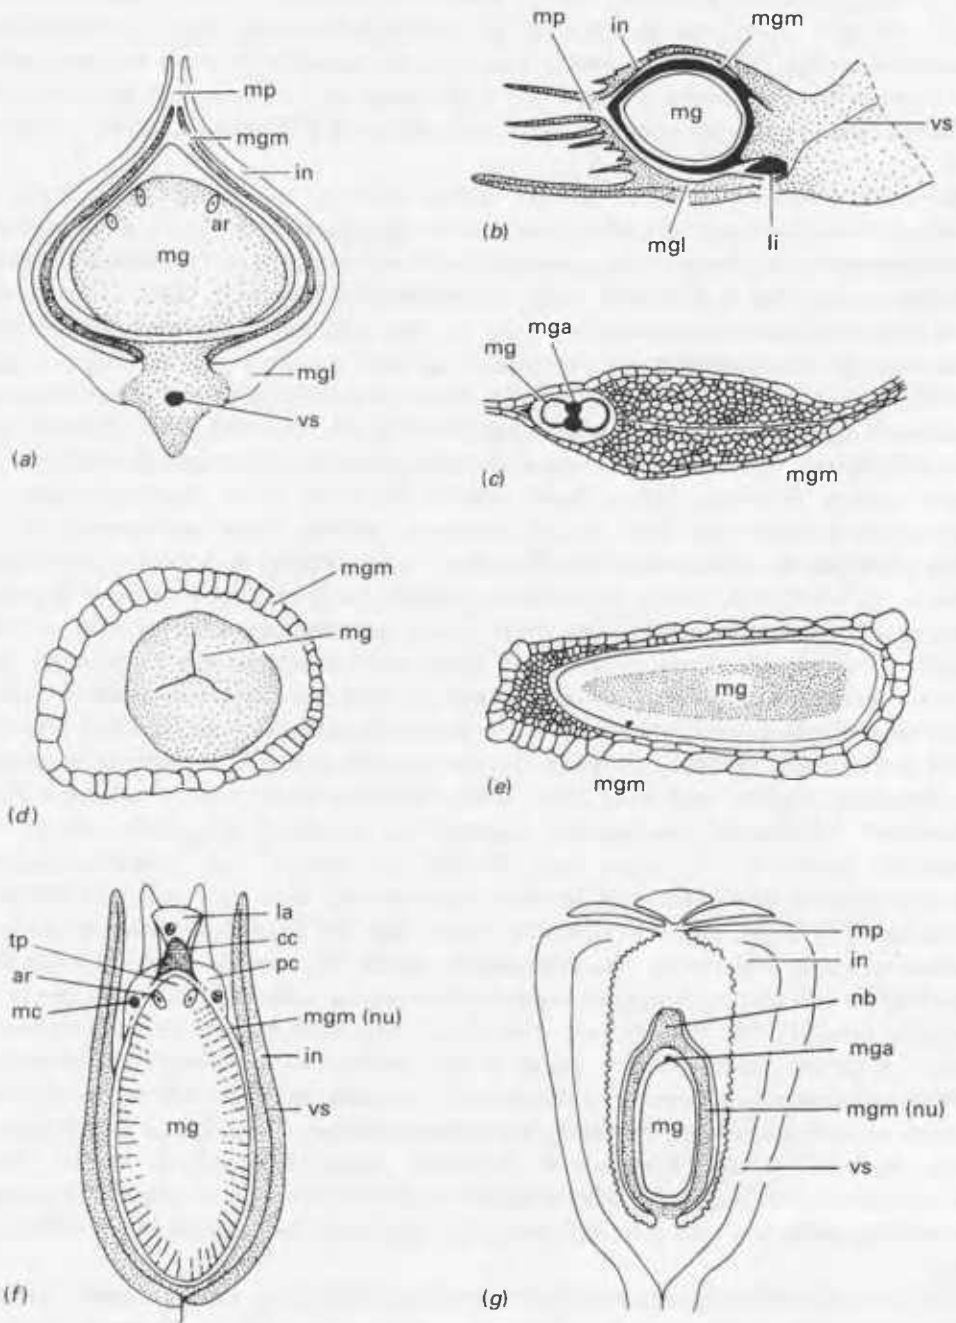 mp
mgm
in
ar
mg
mgl
vs
(a)
mp
in
mgm
mg
vs
(b)
mgl
li
mga
mg
mgm
(c)
mgm
mg
(d)
mg
mgm
(e)
la
tp
cc
ar
pc
mc
mgm (nu)
in
vs
mg
(f)
mp
in
nb
mga
mgm (nu)
mg
vs
(g)